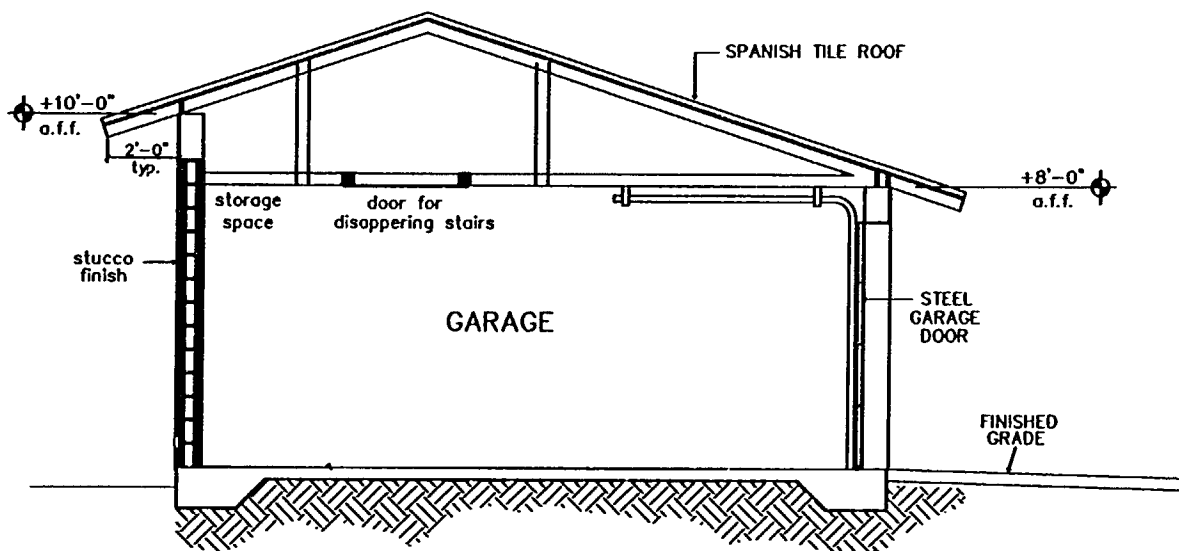 SPANISH TILE ROOF
+10'-0"
a.f.f.
2'-0"
typ.
+8'-0"
a.f.f.
storage
space
door for
disappering stairs
stucco
finish
GARAGE
STEEL
GARAGE
DOOR
FINISHED
GRADE